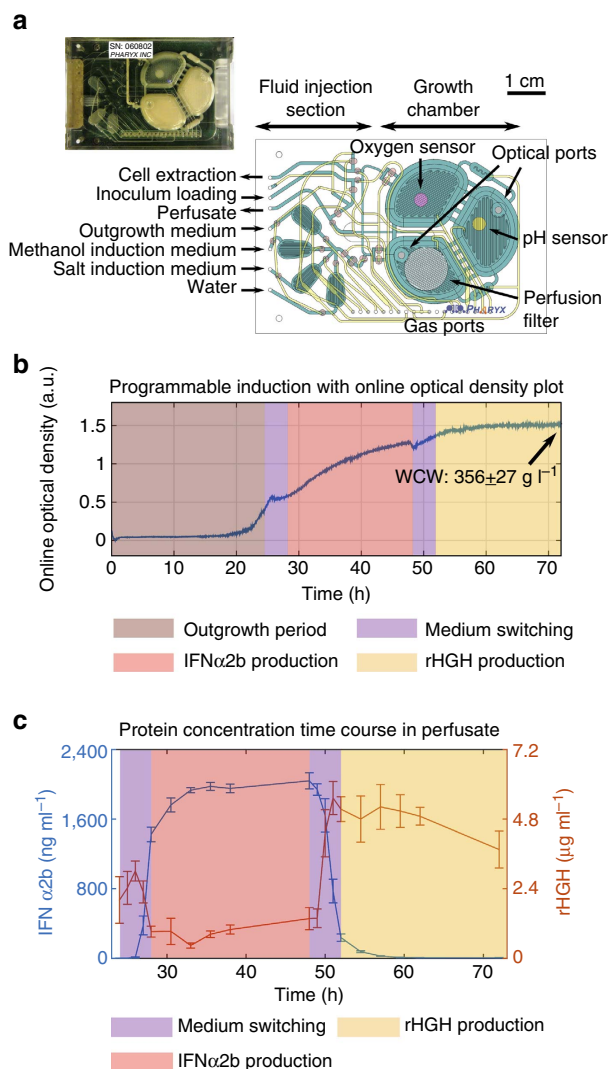 a
SN: 060802
PHARYX INC
Fluid injection
section
Growth
chamber
1 cm
Oxygen sensor
Optical ports
Cell extraction
Inoculum loading
Perfusate
Outgrowth medium
Methanol induction medium
Salt induction medium
Water
pH sensor
Perfusion
filter
Gas ports
PHARYX
b
Programmable induction with online optical density plot
Online optical density (a.u.)
1.5
1
0.5
0
WCW: 356±27 g l⁻¹
0 10 20 30 40 50 60 70
Time (h)
Outgrowth period
Medium switching
IFNα2b production
rHGH production
c
Protein concentration time course in perfusate
IFN α2b (ng ml⁻¹)
2,400
1,600
800
0
7.2
4.8
2.4
0
rHGH (μg ml⁻¹)
30 40 50 60 70
Time (h)
Medium switching
rHGH production
IFNα2b production